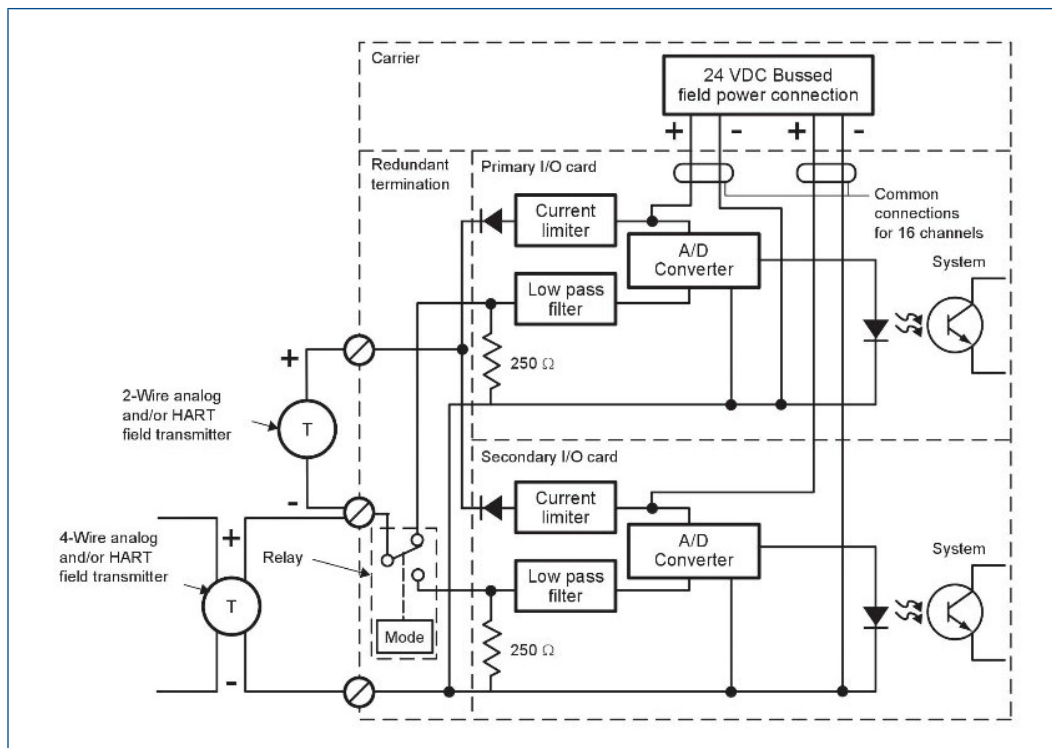 Carrier
24 VDC Bussed
field power connection
+
-
+
-
Redundant
termination
Primary I/O card
Common
connections
for 16 channels
Current
limiter
A/D
Converter
System
Low pass
filter
250 Ω
+
2-Wire analog
and/or HART
field transmitter
T
-
Secondary I/O card
Current
limiter
4-Wire analog
and/or HART
field transmitter
+
Relay
A/D
Converter
System
Low pass
filter
T
Mode
250 Ω
-